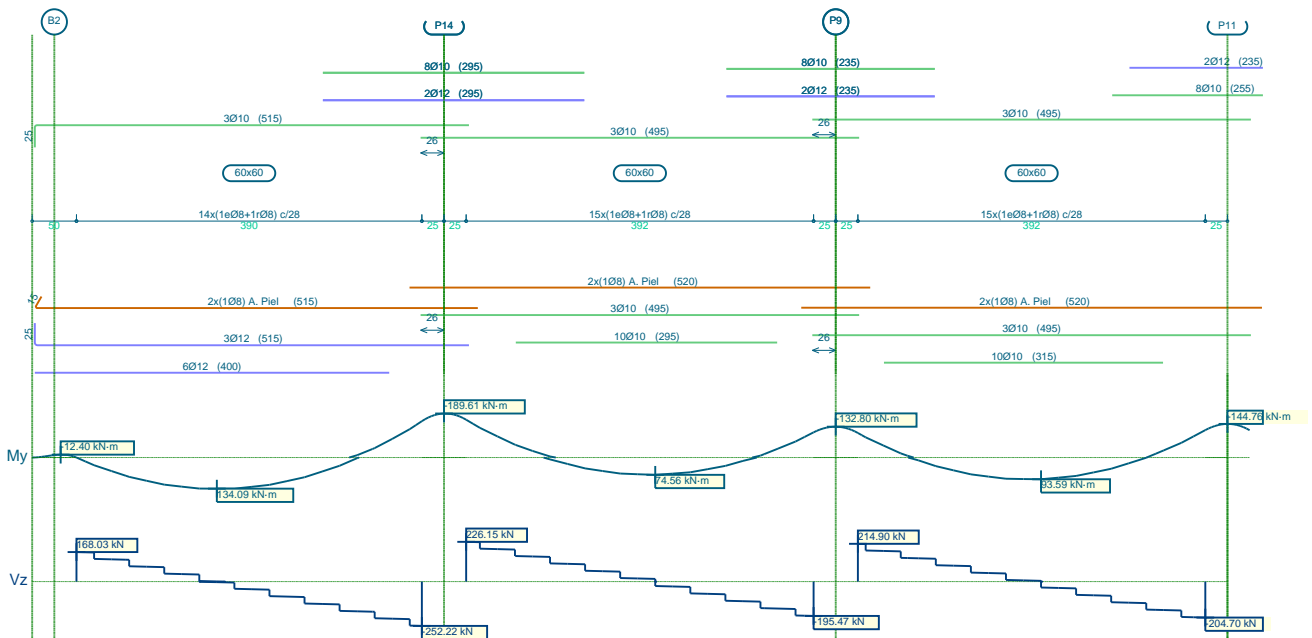 B2 P14 P9 P11
8Ø10 (295) 8Ø10 (235) 2Ø12 (235)
2Ø12 (295) 2Ø12 (235) 8Ø10 (255)
3Ø10 (515) 3Ø10 (495) 3Ø10 (495)
25 26 26
60x60 60x60 60x60
14x(1eØ8+1rØ8) c/28 15x(1eØ8+1rØ8) c/28 15x(1eØ8+1rØ8) c/28
50 390 25 25 392 25 25 392 25
2x(1Ø8) A. Piel (520)
15 2x(1Ø8) A. Piel (515) 2x(1Ø8) A. Piel (520)
3Ø10 (495)
25 26 3Ø10 (495)
3Ø12 (515) 10Ø10 (295) 26
6Ø12 (400) 10Ø10 (315)
-189.61 kN·m -132.80 kN·m -144.76 kN·m
-12.40 kN·m
My
134.09 kN·m 74.56 kN·m 93.59 kN·m
168.03 kN 226.15 kN 214.90 kN
Vz
-252.22 kN -195.47 kN -204.70 kN